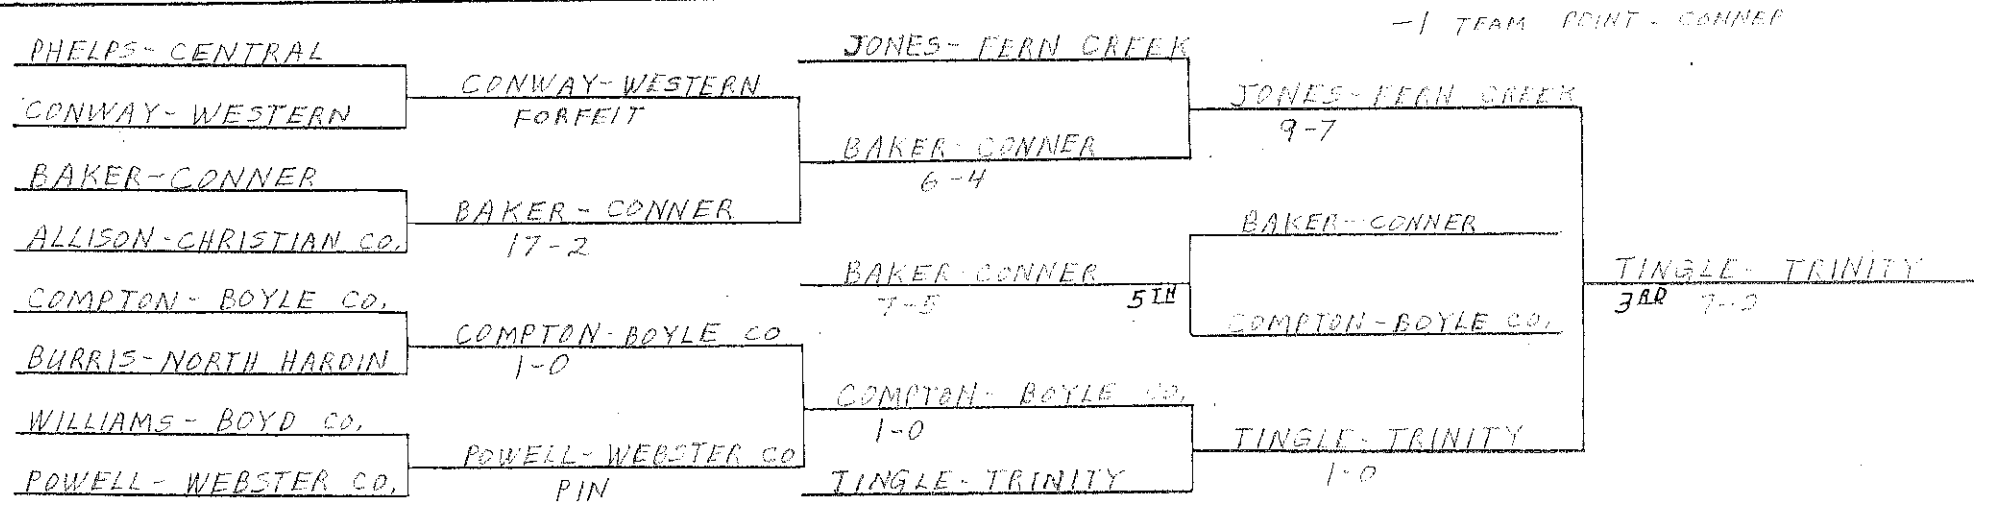 -1 TEAM POINT - CONNER
PHELPS - CENTRAL
CONWAY - WESTERN
BAKER - CONNER
ALLISON - CHRISTIAN CO.
COMPTON - BOYLE CO.
BURRIS - NORTH HARDIN
WILLIAMS - BOYD CO.
POWELL - WEBSTER CO.
CONWAY - WESTERN
FORFEIT
BAKER - CONNER
17-2
COMPTON - BOYLE CO
1-0
POWELL - WEBSTER CO
PIN
JONES - FERN CREEK
BAKER - CONNER
6-4
BAKER - CONNER
7-5
5TH
COMPTON - BOYLE CO.
1-0
TINGLE - TRINITY
JONES - FERN CREEK
9-7
BAKER - CONNER
COMPTON - BOYLE CO.
TINGLE - TRINITY
1-0
TINGLE - TRINITY
3RD